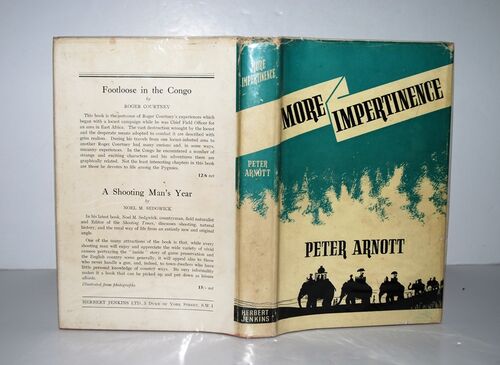 Footloose in the Congo
by
ROGER COURTNEY
This book is the outcome of Roger Courtney's experiences which
began with a locust campaign while he was Chief Field Officer for
an area in East Africa. The vast destruction wrought by the locust
and the desperate means adopted to combat it are described with
grim realism. During his travels from one locust-infested area to
another Roger Courtney had many curious and, in some ways,
uncanny experiences. In the Congo he encountered a number of
strange and exciting characters and his adventures there are
graphically related. Not the least interesting chapters in this book
are those he devotes to life among the Pygmies.
12/6 net
A Shooting Man's Year
by
NOEL M. SEDGWICK
In his latest book, Noel M. Sedgwick, countryman, field naturalist
and Editor of the Shooting Times, discusses shooting, natural
history, and the rural way of life from an entirely new and original
angle.
One of the many attractions of the book is that, while every
shooting man will enjoy and appreciate the wide variety of vivid
cameos portraying the "inside" story of game preservation and
the English country scene generally, it will appeal also to those
who never handle a gun, and, indeed, to town-dwellers who have
little personal knowledge of country ways. Its very informality
makes it a book that can be picked up and put down as leisure
affords.
Illustrated from photographs
15/- net
HERBERT JENKINS LTD., 3 DUKE OF YORK STREET, S.W.1
MORE
IMPERTINENCE
PETER
ARNOTT
HERBERT
JENKINS
MORE IMPERTINENCE
PETER ARNOTT